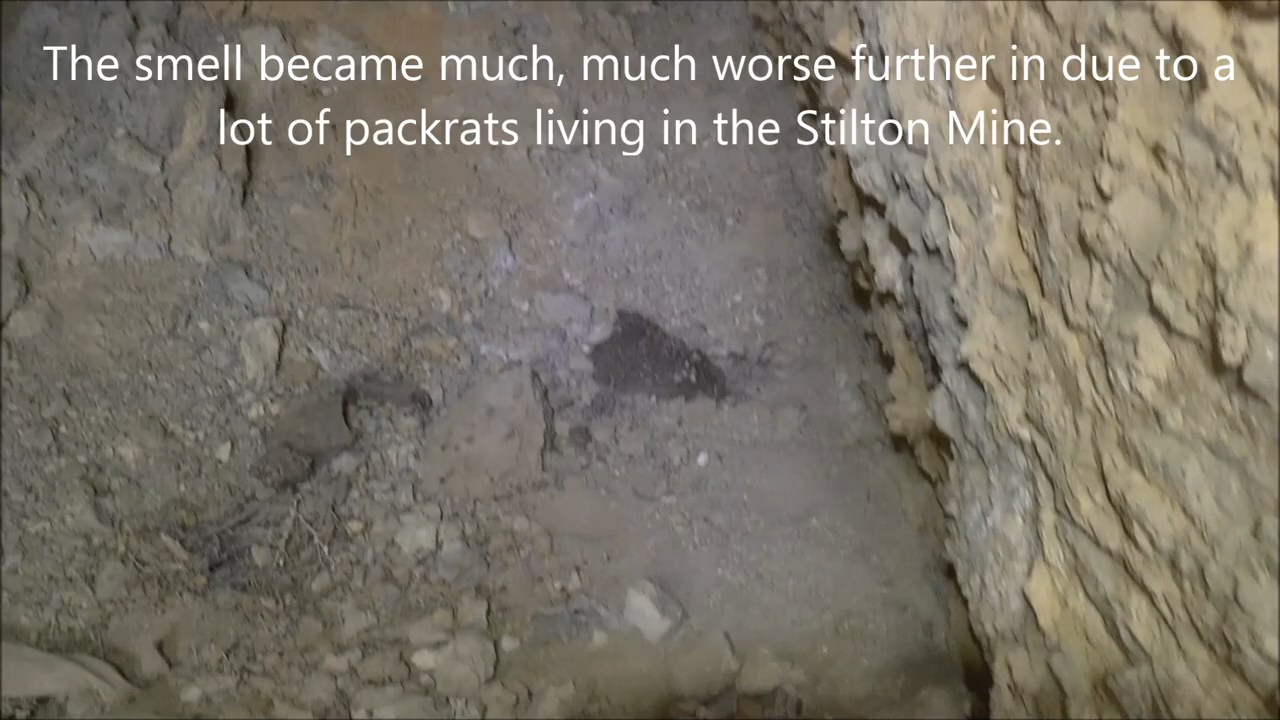 The smell became much, much worse further in due to a
lot of packrats living in the Stilton Mine.